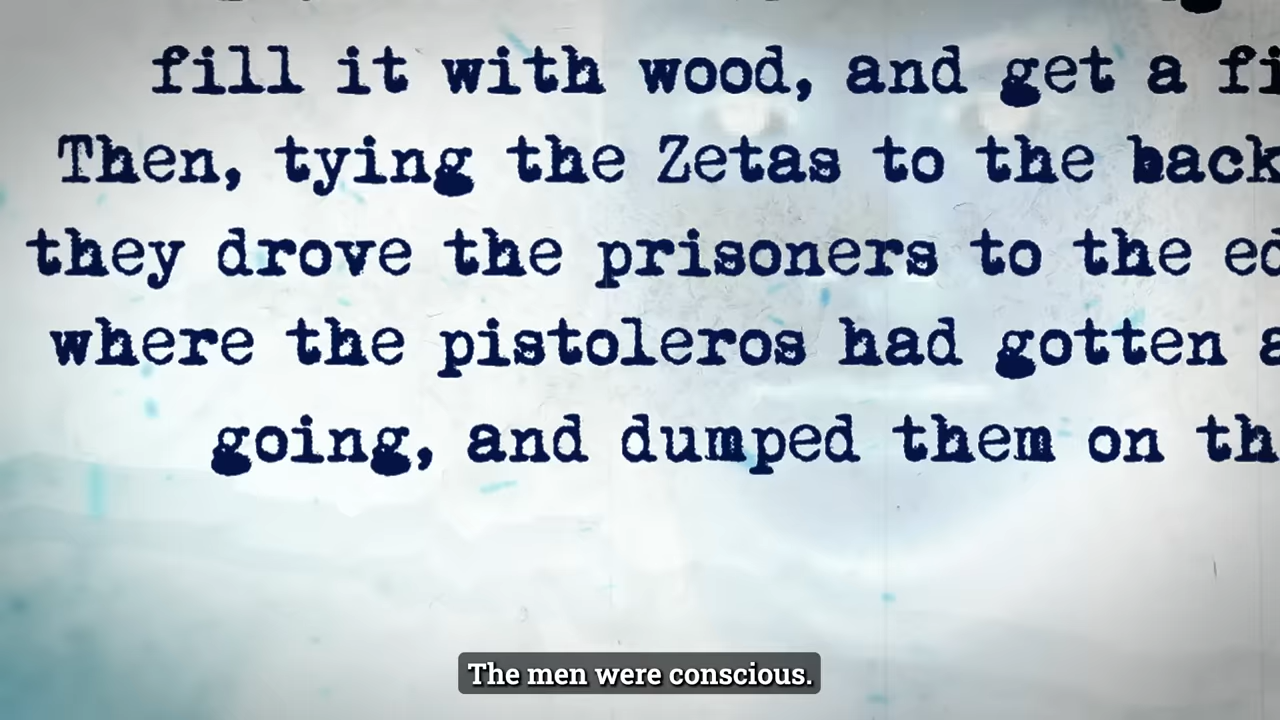 fill it with wood, and get a
Then, tying the Zetas to the back
they drove the prisoners to the
where the pistoleros had gotten
going, and dumped them on
The men were conscious.